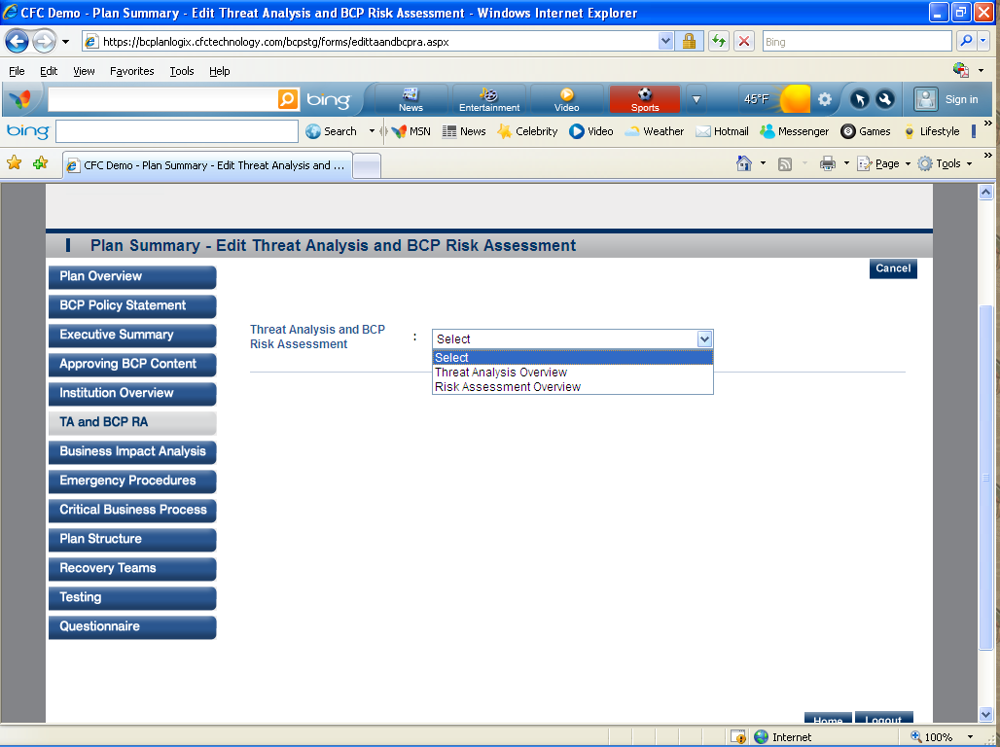 CFC Demo - Plan Summary - Edit Threat Analysis and BCP Risk Assessment - Windows Internet Explorer
https://bcplanlogix.cfctechnology.com/bcpstg/forms/edittaandbcpra.aspx
Bing
File Edit View Favorites Tools Help
bing News Entertainment Video Sports 45°F Sign in
bing Search MSN News Celebrity Video Weather Hotmail Messenger Games Lifestyle
CFC Demo - Plan Summary - Edit Threat Analysis and ... Page Tools
Plan Summary - Edit Threat Analysis and BCP Risk Assessment
Cancel
Plan Overview
BCP Policy Statement
Executive Summary
Approving BCP Content
Institution Overview
TA and BCP RA
Business Impact Analysis
Emergency Procedures
Critical Business Process
Plan Structure
Recovery Teams
Testing
Questionnaire
Threat Analysis and BCP
Risk Assessment
:
Select
Select
Threat Analysis Overview
Risk Assessment Overview
Home Logout
Internet 100%